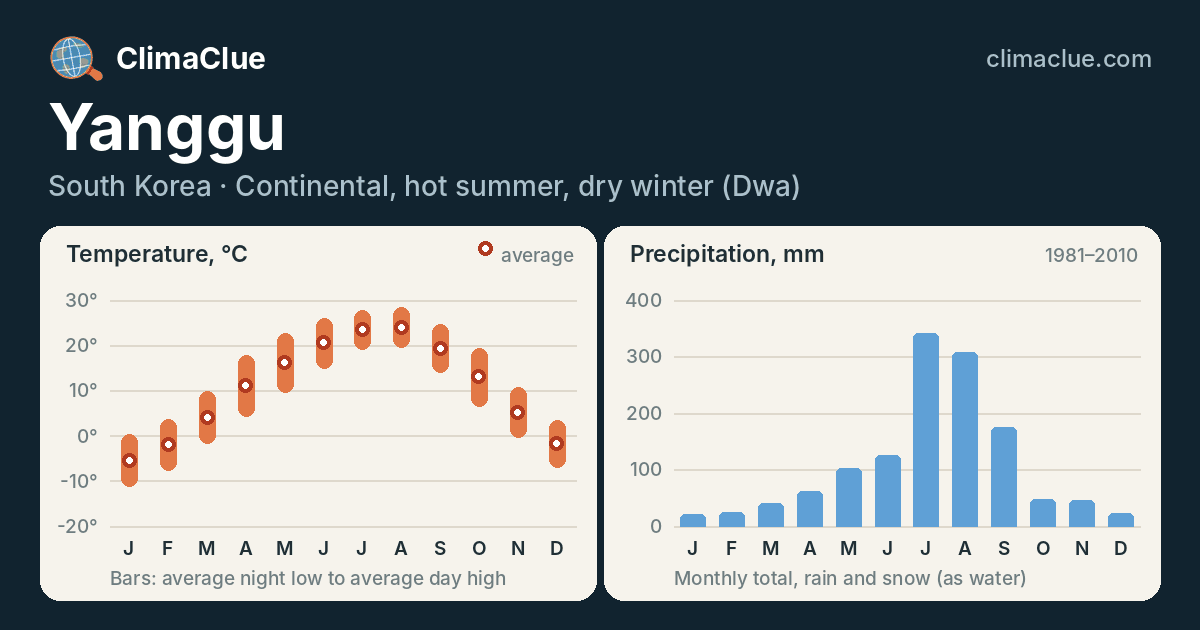 ClimaClue
climaclue.com
Yanggu
South Korea · Continental, hot summer, dry winter (Dwa)
Temperature, °C
average
30°
20°
10°
0°
-10°
-20°
J F M A M J J A S O N D
Bars: average night low to average day high
Precipitation, mm
1981–2010
400
300
200
100
0
J F M A M J J A S O N D
Monthly total, rain and snow (as water)